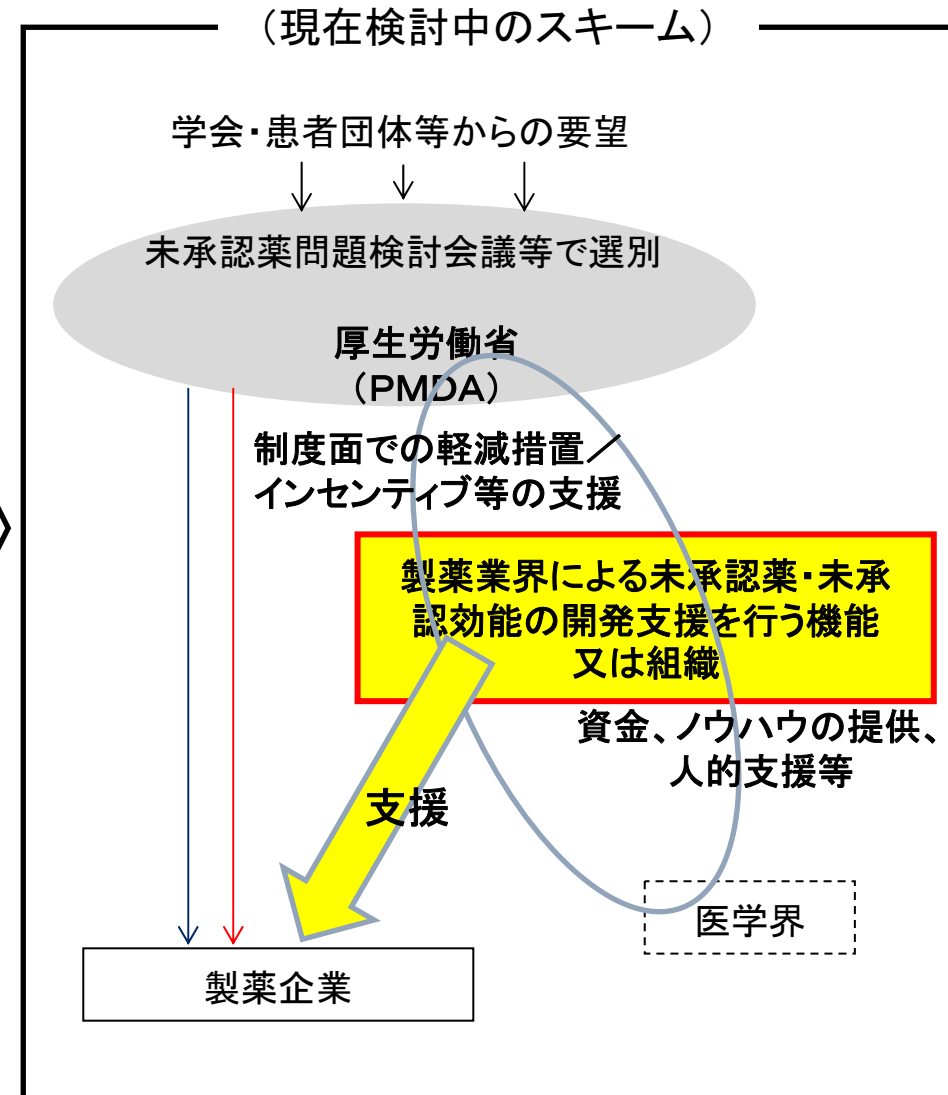 （現在検討中のスキーム）
学会・患者団体等からの要望
未承認薬問題検討会議等で選別
厚生労働省
（ＰＭＤＡ）
制度面での軽減措置／
インセンティブ等の支援
製薬業界による未承認薬・未承
認効能の開発支援を行う機能
又は組織
資金、ノウハウの提供、
人的支援等
支援
医学界
製薬企業